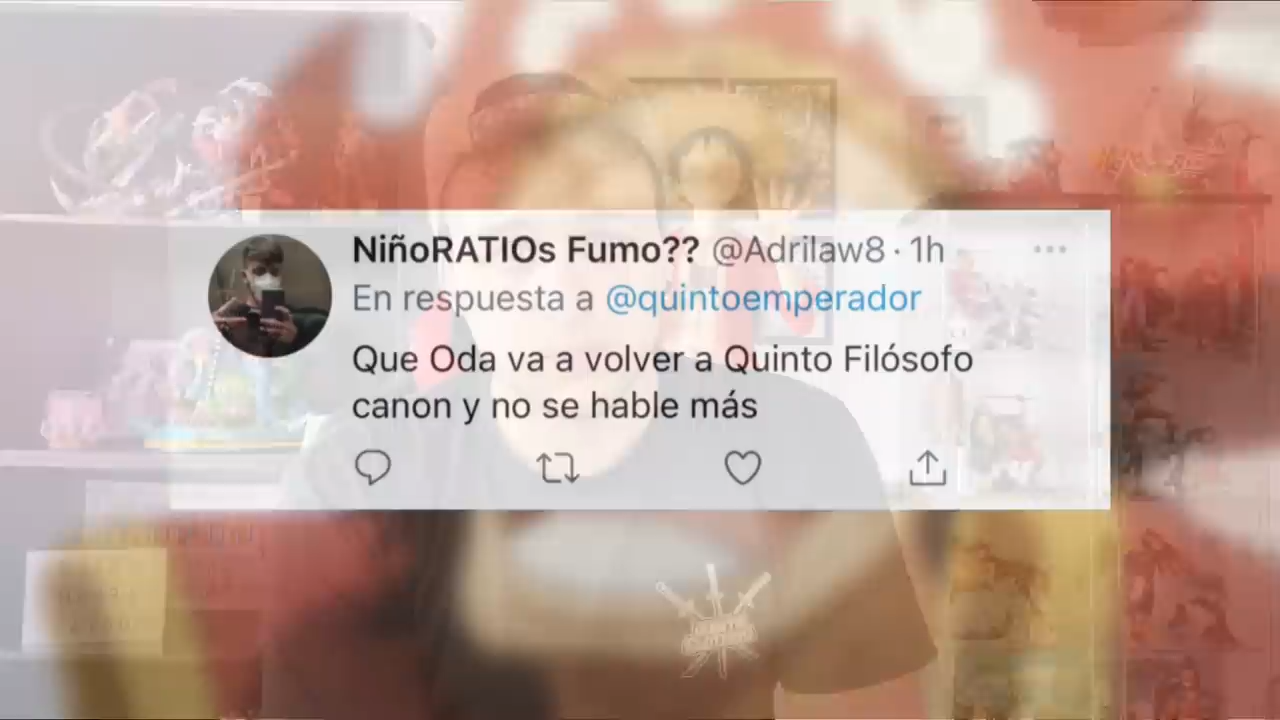 NiñoRATIOs Fumo?? @Adrilaw8 · 1h
En respuesta a @quintoemperador
Que Oda va a volver a Quinto Filósofo
canon y no se hable más